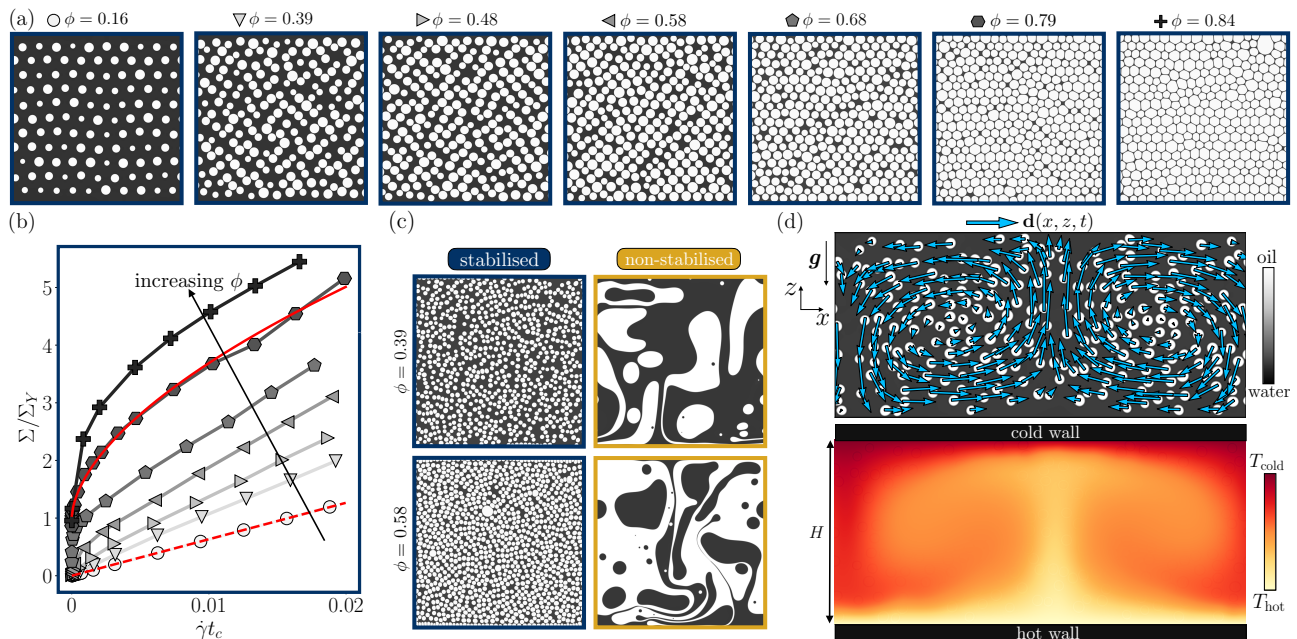 (a)
ϕ = 0.16
ϕ = 0.39
ϕ = 0.48
ϕ = 0.58
ϕ = 0.68
ϕ = 0.79
ϕ = 0.84
(b)
increasing ϕ
Σ/Σ_Y
5
4
3
2
1
0
0
0.01
0.02
γ̇t_c
(c)
stabilised
non-stabilised
ϕ = 0.39
ϕ = 0.58
(d)
d(x, z, t)
g
z
x
oil
water
cold wall
H
T_cold
T_hot
hot wall